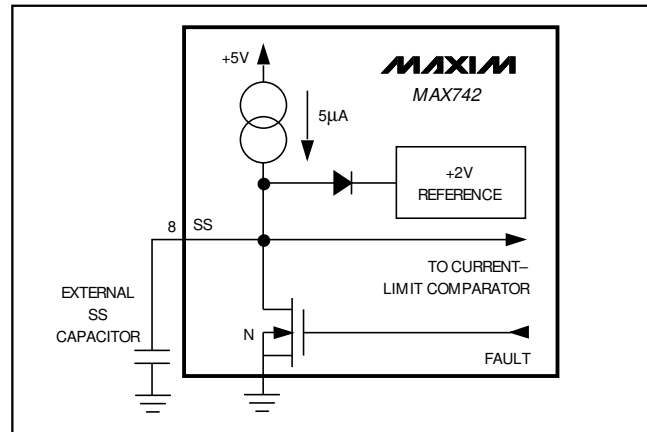 +5V
MAXIM
MAX742
5µA
+2V
REFERENCE
8 SS
TO CURRENT–
LIMIT COMPARATOR
EXTERNAL
SS
CAPACITOR
N
FAULT